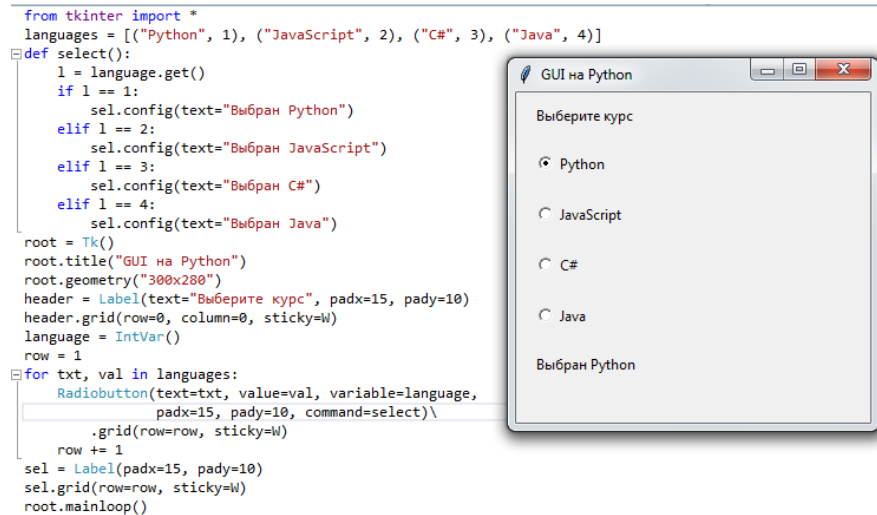 from tkinter import *
languages = [("Python", 1), ("JavaScript", 2), ("C#", 3), ("Java", 4)]
def select():
    l = language.get()
    if l == 1:
        sel.config(text="Выбран Python")
    elif l == 2:
        sel.config(text="Выбран JavaScript")
    elif l == 3:
        sel.config(text="Выбран C#")
    elif l == 4:
        sel.config(text="Выбран Java")
root = Tk()
root.title("GUI на Python")
root.geometry("300x280")
header = Label(text="Выберите курс", padx=15, pady=10)
header.grid(row=0, column=0, sticky=W)
language = IntVar()
row = 1
for txt, val in languages:
    Radiobutton(text=txt, value=val, variable=language,
                padx=15, pady=10, command=select)\
        .grid(row=row, sticky=W)
    row += 1
sel = Label(padx=15, pady=10)
sel.grid(row=row, sticky=W)
root.mainloop()
GUI на Python
Выберите курс
Python
JavaScript
C#
Java
Выбран Python